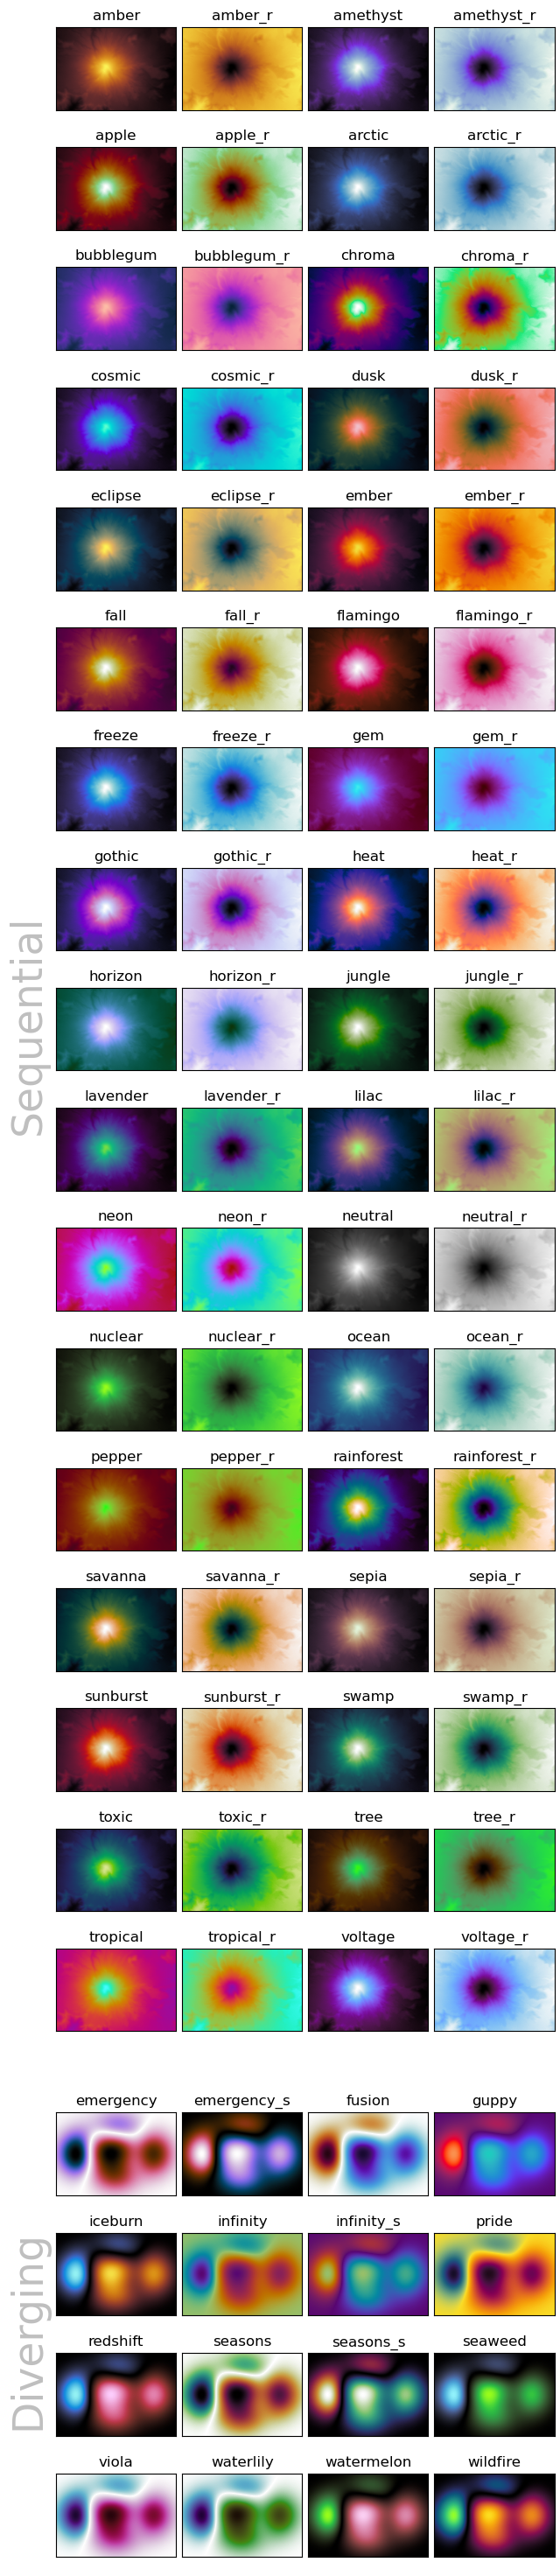 amber amber_r amethyst amethyst_r
apple apple_r arctic arctic_r
bubblegum bubblegum_r chroma chroma_r
cosmic cosmic_r dusk dusk_r
eclipse eclipse_r ember ember_r
fall fall_r flamingo flamingo_r
freeze freeze_r gem gem_r
gothic gothic_r heat heat_r
Sequential
horizon horizon_r jungle jungle_r
lavender lavender_r lilac lilac_r
neon neon_r neutral neutral_r
nuclear nuclear_r ocean ocean_r
pepper pepper_r rainforest rainforest_r
savanna savanna_r sepia sepia_r
sunburst sunburst_r swamp swamp_r
toxic toxic_r tree tree_r
tropical tropical_r voltage voltage_r
emergency emergency_s fusion guppy
iceburn infinity infinity_s pride
Diverging
redshift seasons seasons_s seaweed
viola waterlily watermelon wildfire